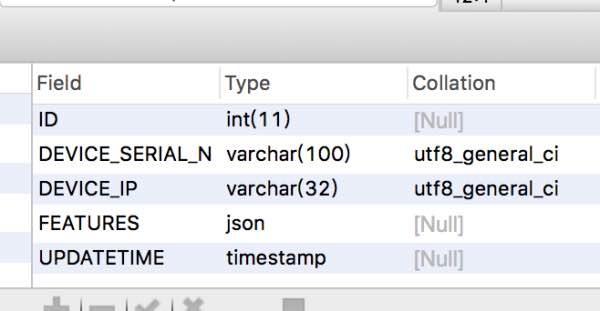 Field Type Collation
ID int(11) [Null]
DEVICE_SERIAL_N varchar(100) utf8_general_ci
DEVICE_IP varchar(32) utf8_general_ci
FEATURES json [Null]
UPDATETIME timestamp [Null]